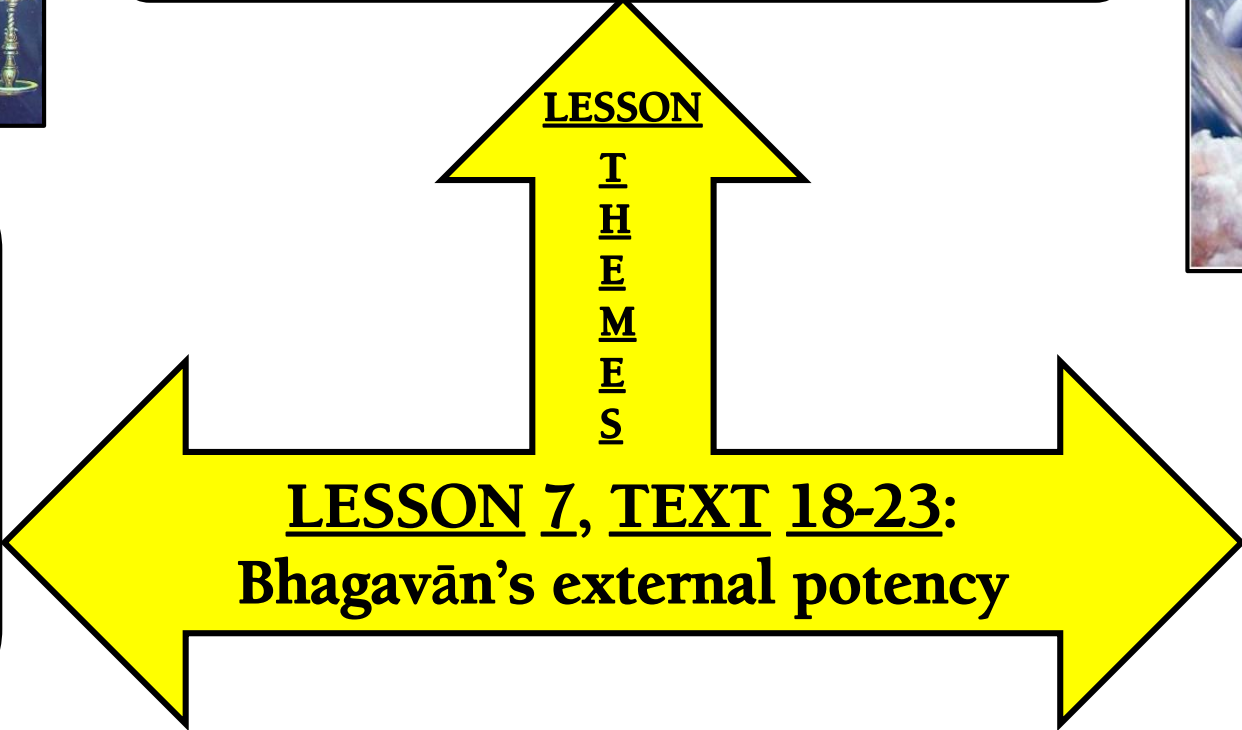 LESSON
T
H
E
M
E
S
LESSON 7, TEXT 18-23:
Bhagavān’s external potency